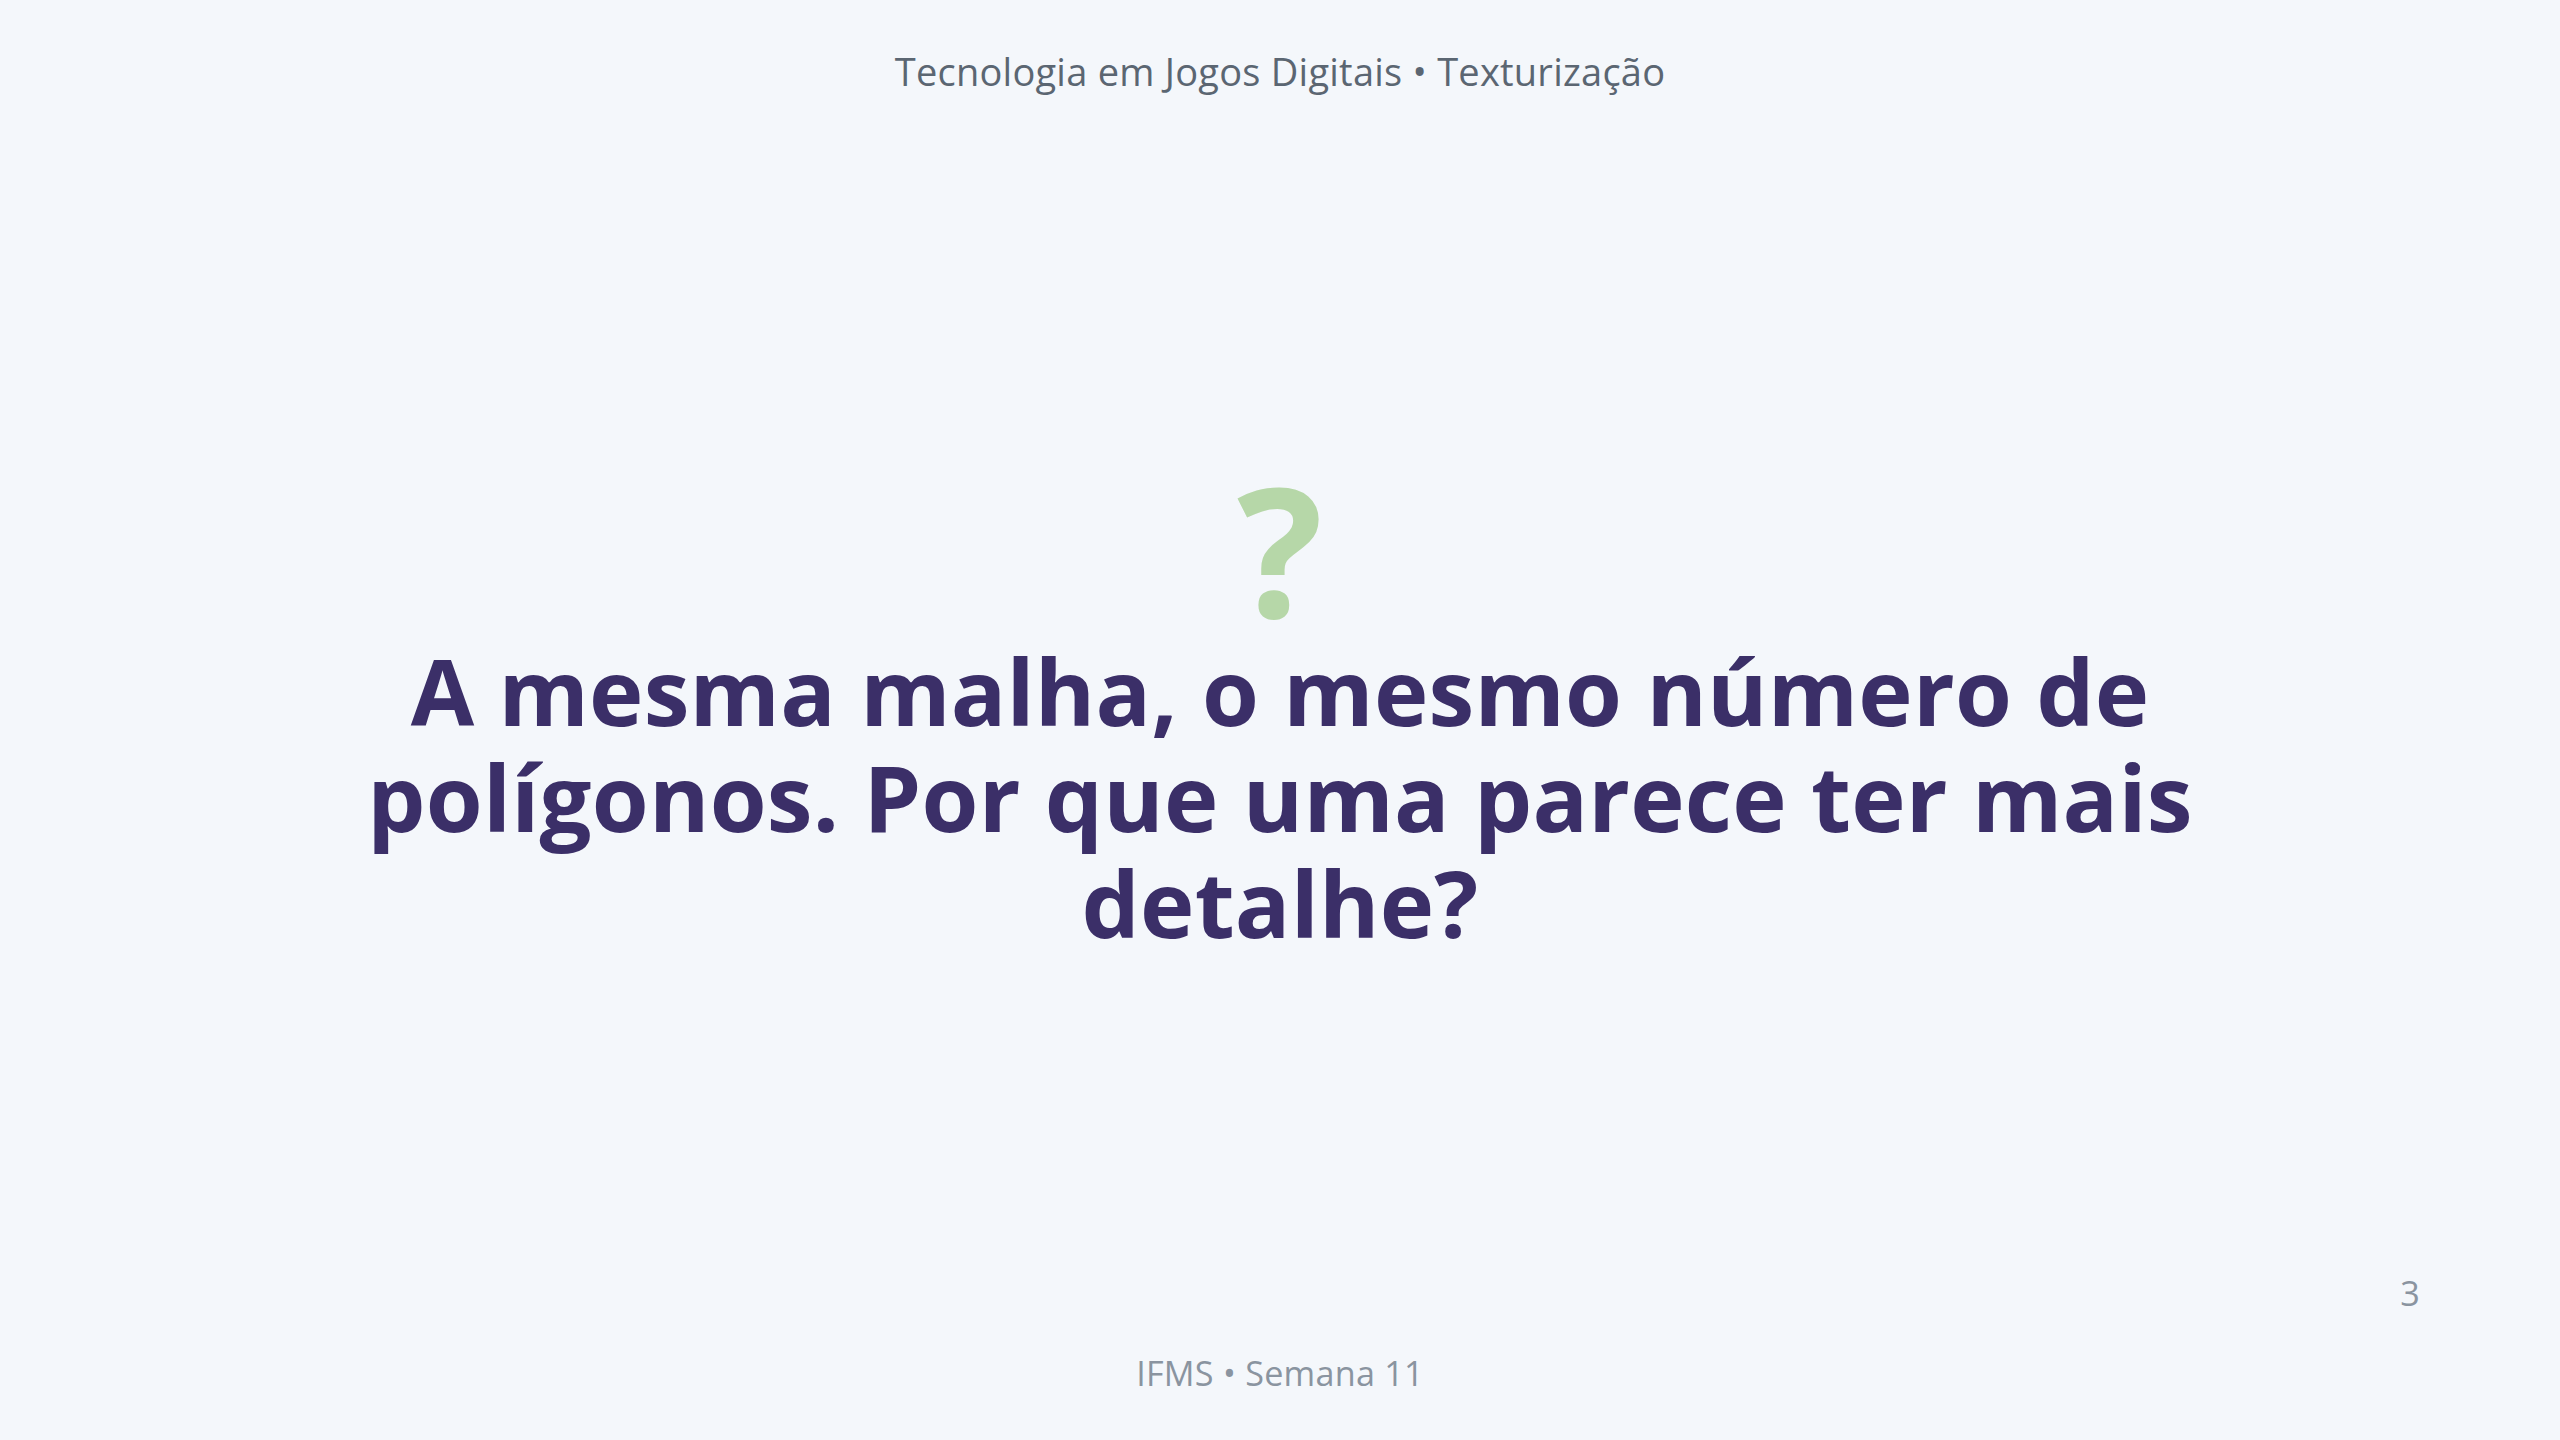 Tecnologia em Jogos Digitais • Texturização
?
A mesma malha, o mesmo número de
polígonos. Por que uma parece ter mais
detalhe?
3
IFMS • Semana 11